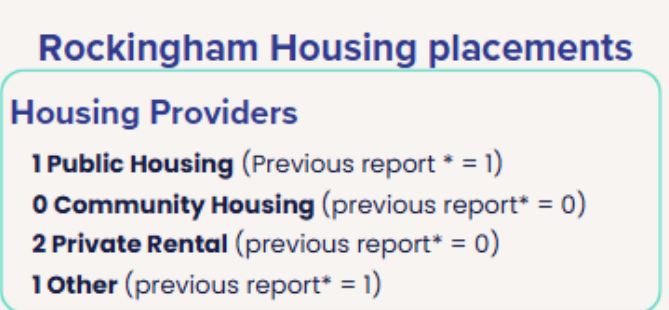 Rockingham Housing placements
Housing Providers
1 Public Housing (Previous report * = 1)
0 Community Housing (previous report* = 0)
2 Private Rental (previous report* = 0)
1 Other (previous report* = 1)